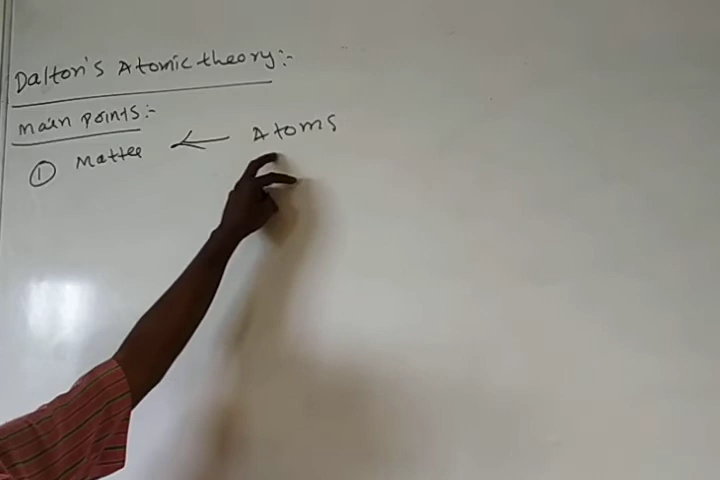 Dalton's Atomic theory:-
main points:-
① Matter ← Atoms